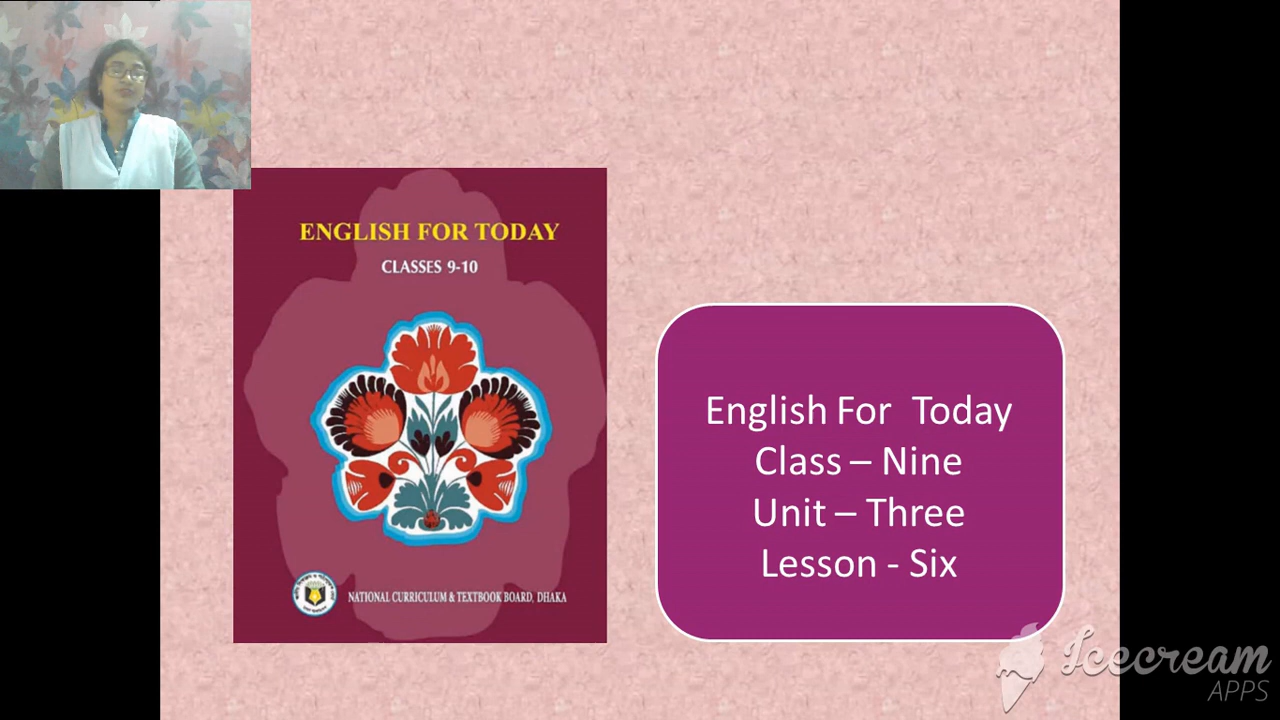 ENGLISH FOR TODAY
CLASSES 9-10
NATIONAL CURRICULUM & TEXTBOOK BOARD, DHAKA
English For Today
Class – Nine
Unit – Three
Lesson - Six
Icecream
APPS